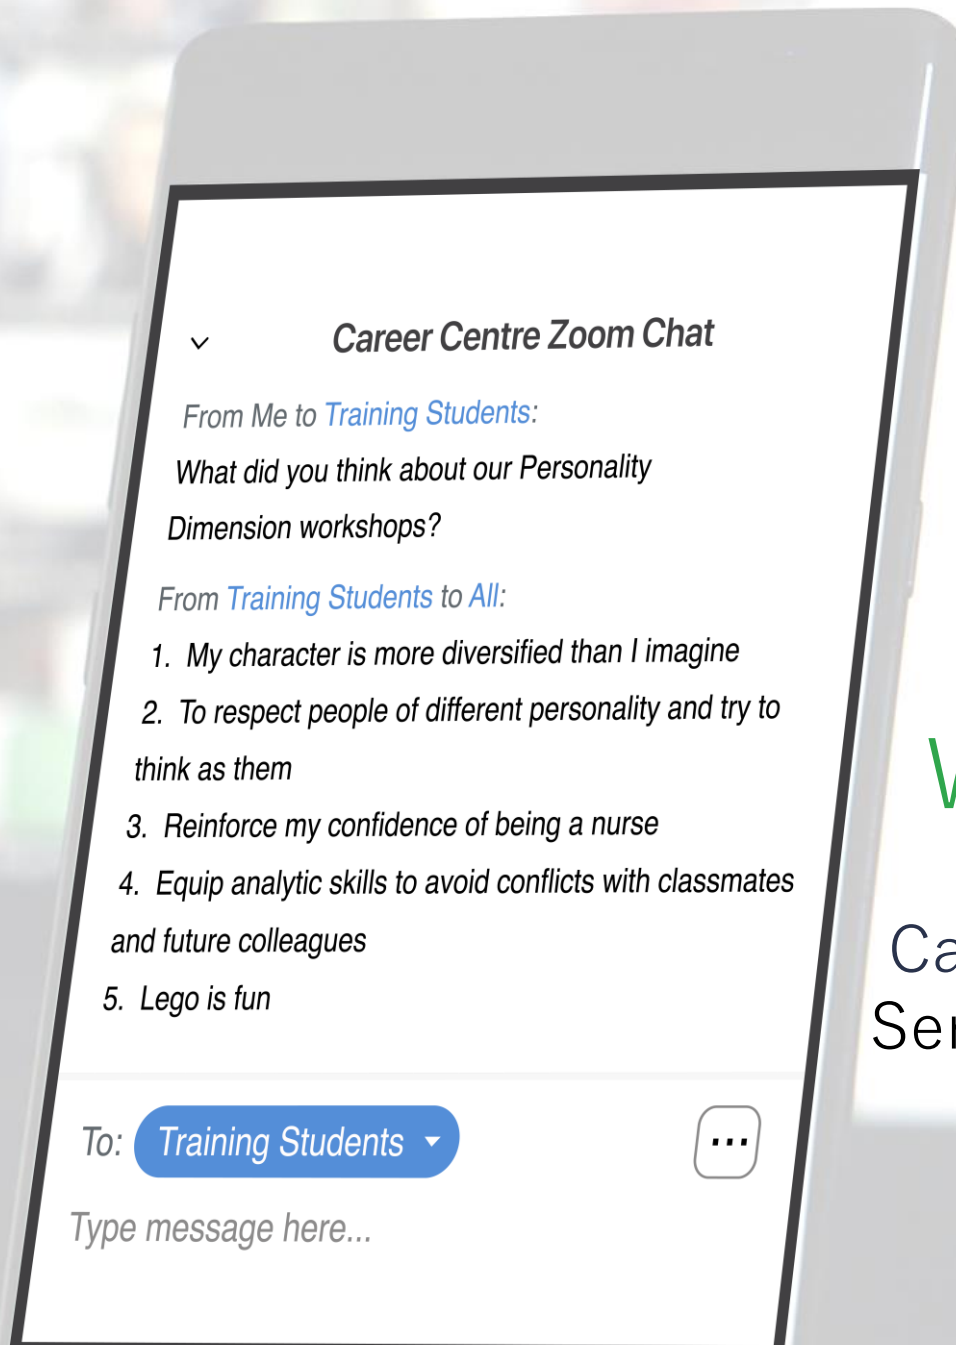 Career Centre Zoom Chat
From Me to Training Students:
What did you think about our Personality
Dimension workshops?
From Training Students to All:
1. My character is more diversified than I imagine
2. To respect people of different personality and try to
think as them
3. Reinforce my confidence of being a nurse
4. Equip analytic skills to avoid conflicts with classmates
and future colleagues
5. Lego is fun
To: Training Students
...
Type message here...